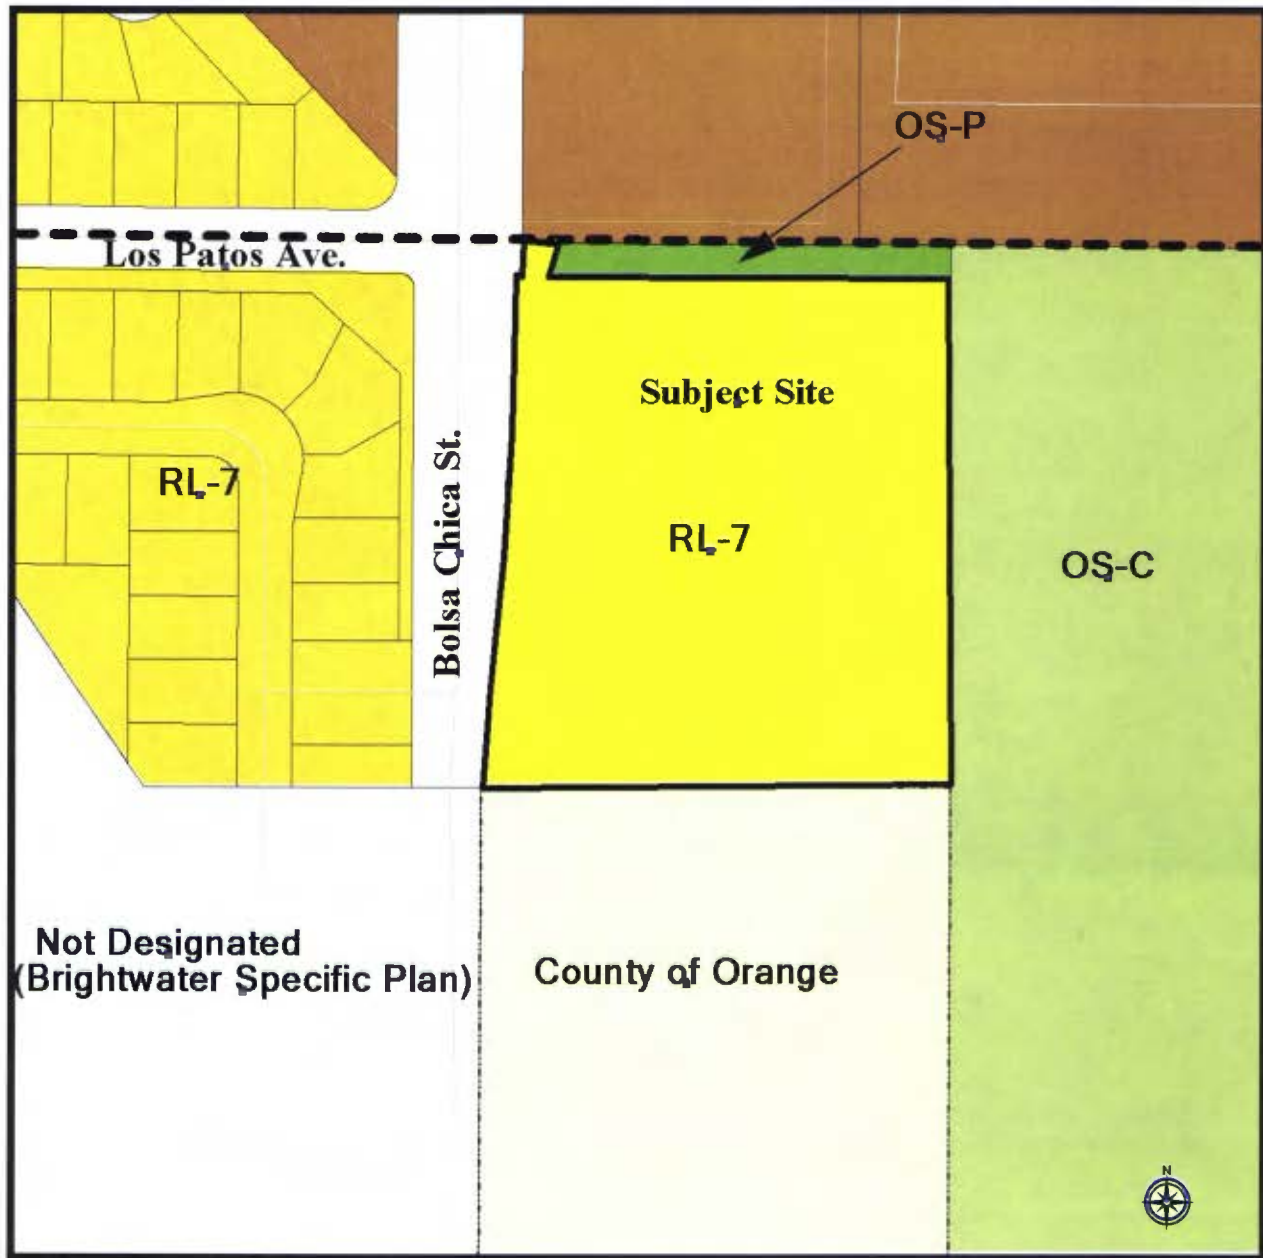 OS-P
Los Patos Ave.
Subject Site
RL-7
Bolsa Chica St.
RL-7
OS-C
Not Designated
(Brightwater Specific Plan)
County of Orange
N